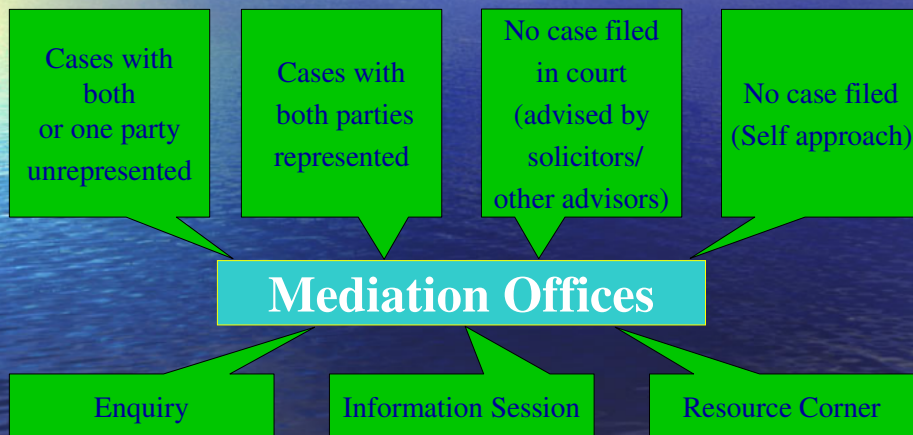 Cases with
both
or one party
unrepresented
Cases with
both parties
represented
No case filed
in court
(advised by
solicitors/
other advisors)
No case filed
(Self approach)
Mediation Offices
Enquiry
Information Session
Resource Corner